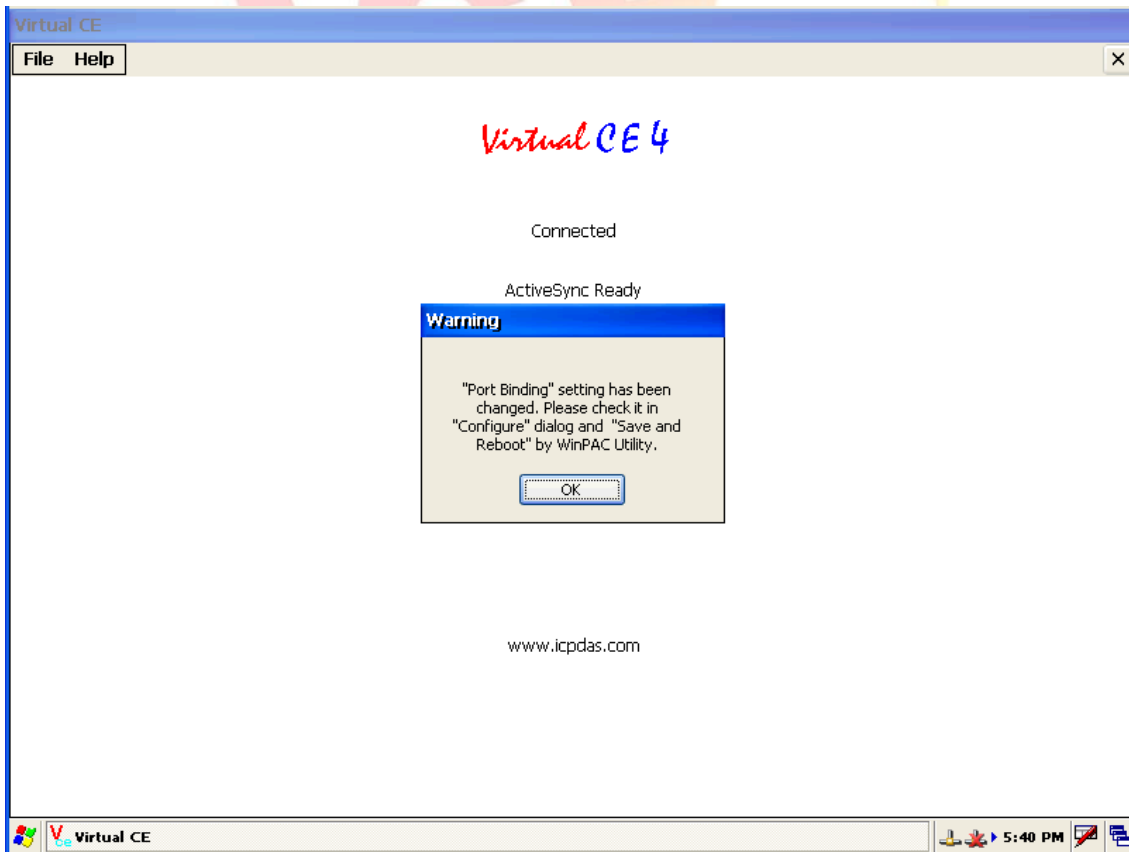 Virtual CE
File Help
Virtual CE 4
Connected
ActiveSync Ready
Warning
"Port Binding" setting has been
changed. Please check it in
"Configure" dialog and "Save and
Reboot" by WinPAC Utility.
OK
www.icpdas.com
Virtual CE
5:40 PM